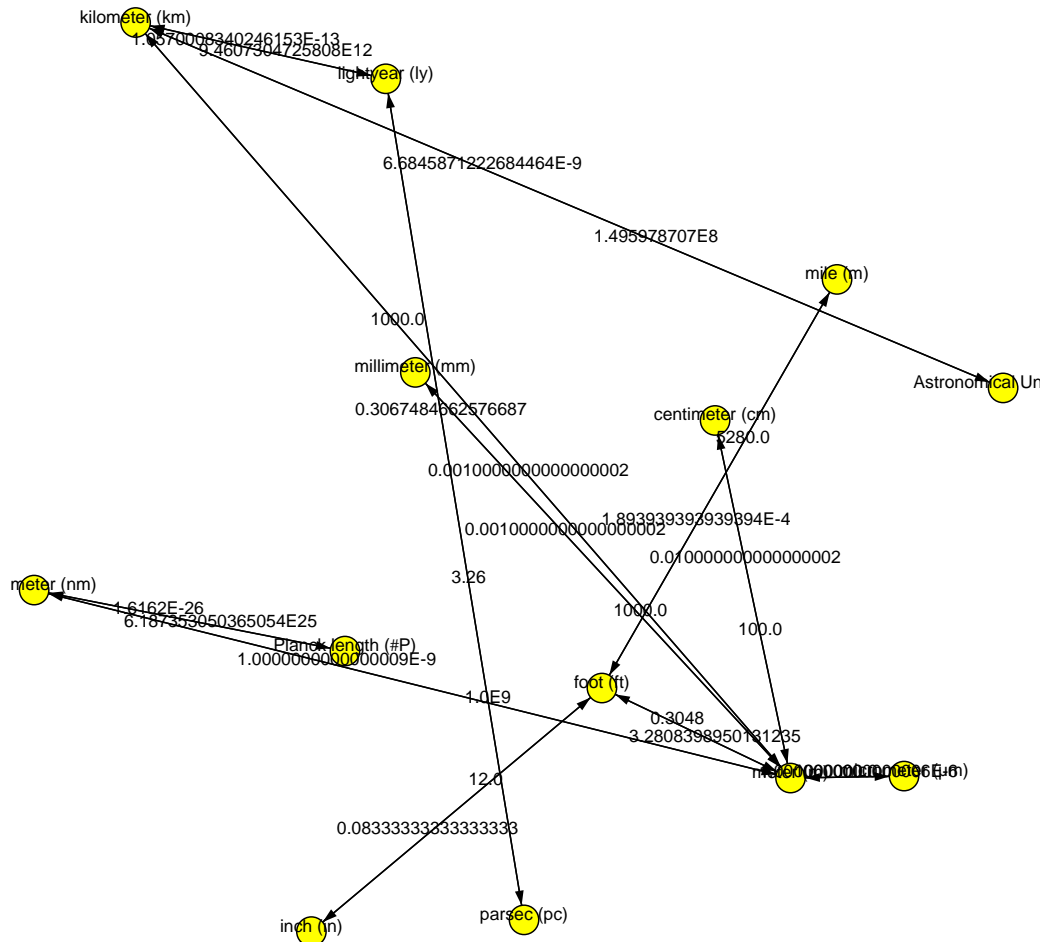 kilometer (km)
1.0570008340246153E-13
9.4607304725808E12
lightyear (ly)
6.6845871222684464E-9
1.495978707E8
mile (m)
1000.0
millimeter (mm)
Astronomical Un
0.3067484662576687
centimeter (cm)
5280.0
0.00100000000000000002
1.893939393939394E-4
0.0010000000000000002
0.010000000000000002
3.26
meter (nm)
1.6162E-26
6.187353050365054E25
1000.0
100.0
Planck length (#P)
1.0000000000000009E-9
foot (ft)
1.0E9
0.3048
3.2808398950131235
12.0
0.08333333333333333
inch (in)
parsec (pc)